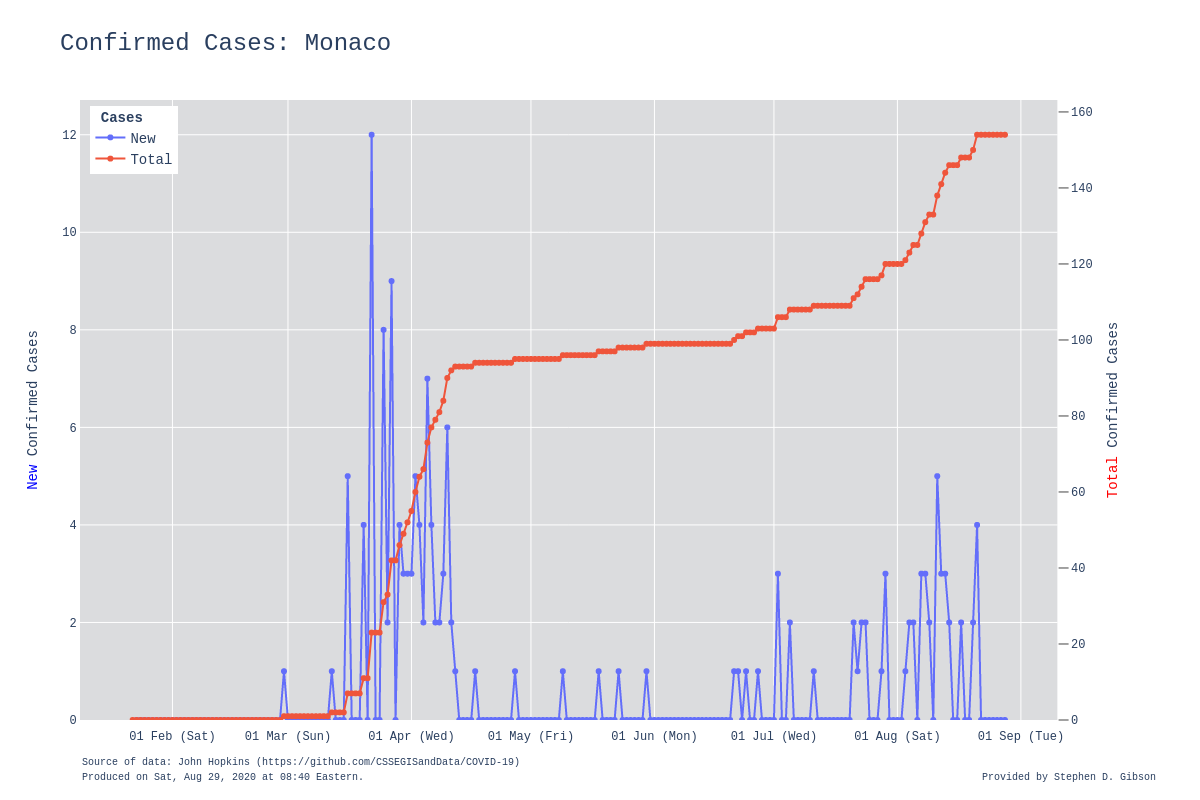 Confirmed Cases: Monaco
Cases
New
Total
12
10
8
6
4
2
0
160
140
120
100
80
60
40
20
0
New Confirmed Cases
Total Confirmed Cases
01 Feb (Sat)
01 Mar (Sun)
01 Apr (Wed)
01 May (Fri)
01 Jun (Mon)
01 Jul (Wed)
01 Aug (Sat)
01 Sep (Tue)
Source of data: John Hopkins (https://github.com/CSSEGISandData/COVID-19)
Produced on Sat, Aug 29, 2020 at 08:40 Eastern.
Provided by Stephen D. Gibson